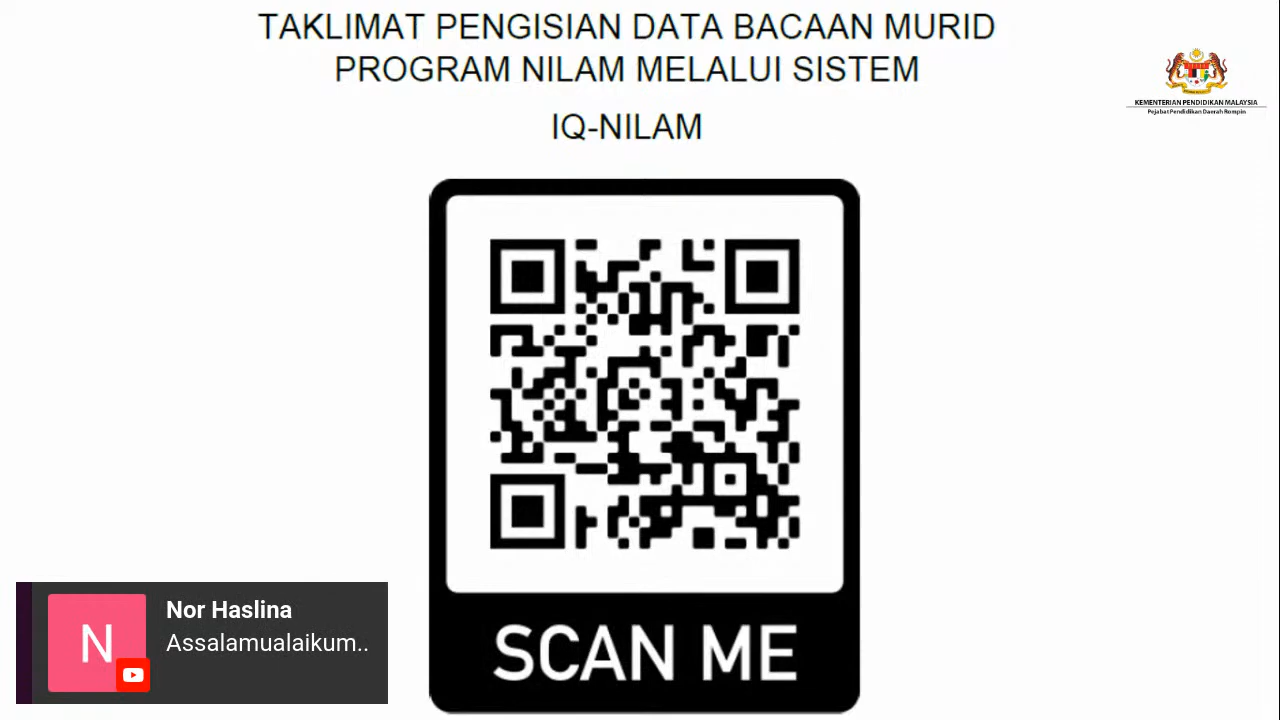 TAKLIMAT PENGISIAN DATA BACAAN MURID
PROGRAM NILAM MELALUI SISTEM
IQ-NILAM
KEMENTERIAN PENDIDIKAN MALAYSIA
Pejabat Pendidikan Daerah Rompin
SCAN ME
N
Nor Haslina
Assalamualaikum..